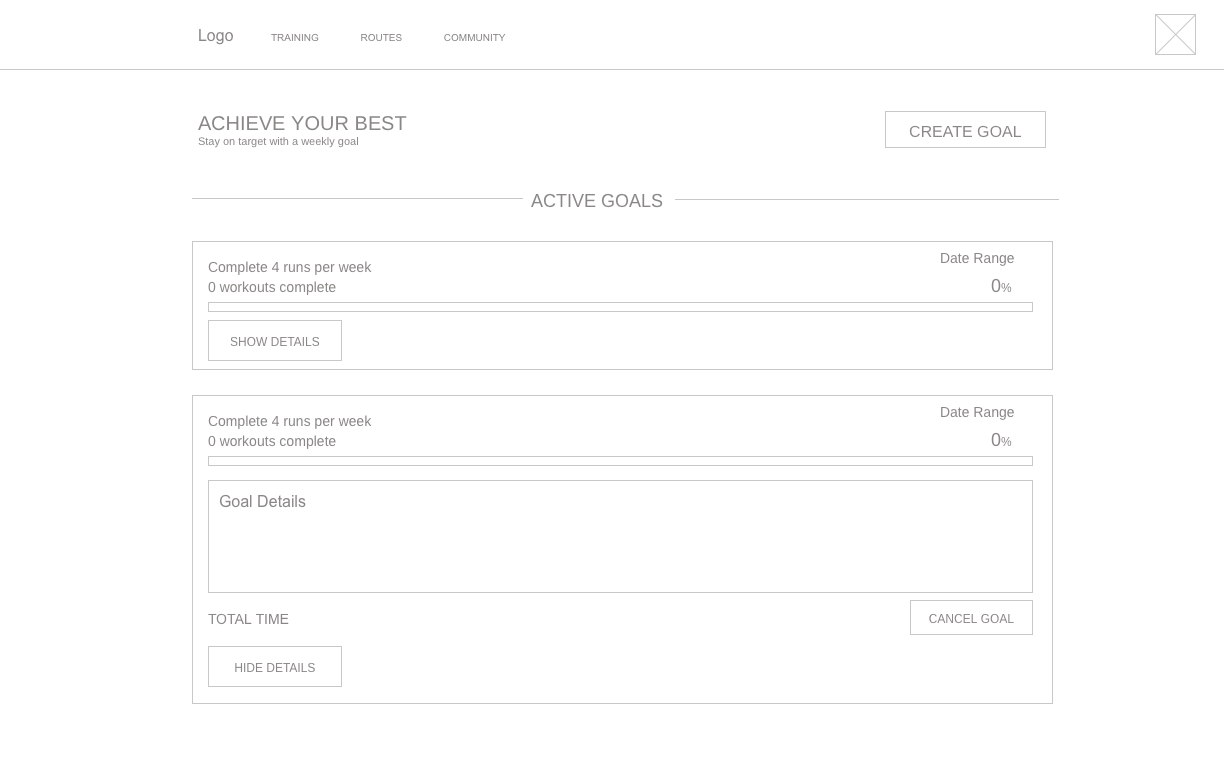 Logo TRAINING ROUTES COMMUNITY
ACHIEVE YOUR BEST
Stay on target with a weekly goal
CREATE GOAL
ACTIVE GOALS
Complete 4 runs per week
Date Range
0 workouts complete
0%
SHOW DETAILS
Complete 4 runs per week
Date Range
0 workouts complete
0%
Goal Details
TOTAL TIME
CANCEL GOAL
HIDE DETAILS